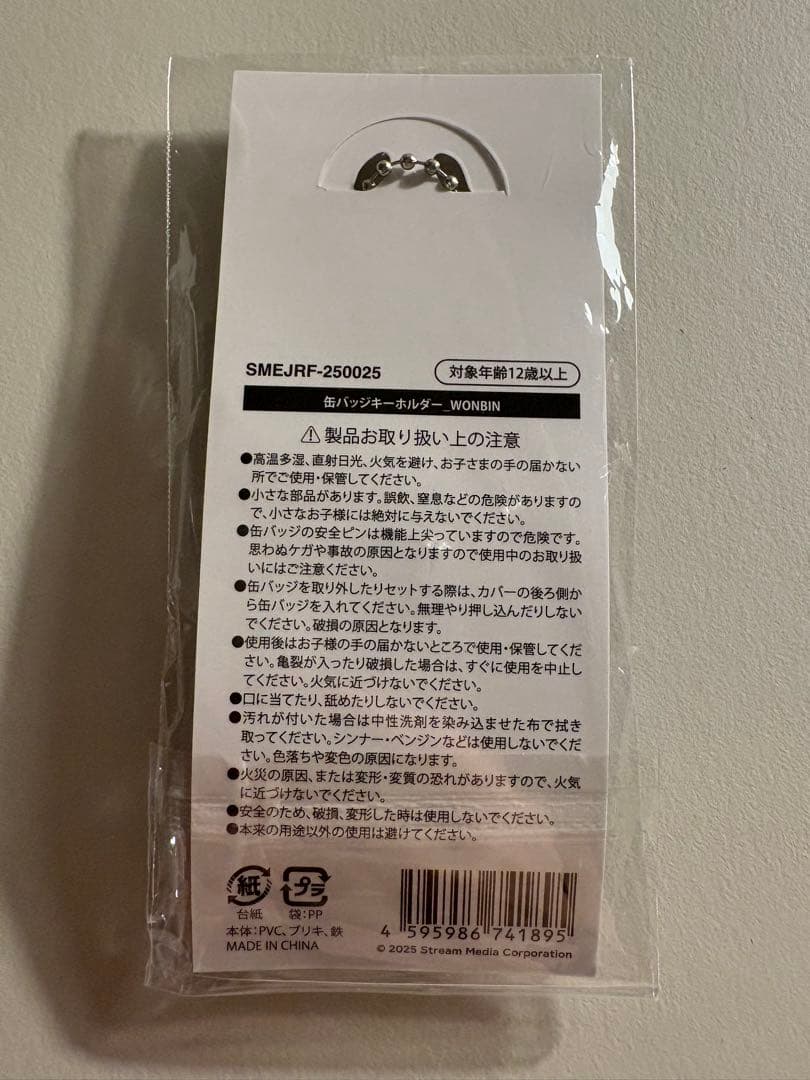 SMEJRF-250025
対象年齢12歳以上
缶バッジキーホルダー_WONBIN
⚠製品お取り扱い上の注意
●高温多湿、直射日光、火気を避け、お子さまの手の届かない
所でご使用・保管してください。
●小さな部品があります。誤飲、窒息などの危険がありますの
で、小さなお子様には絶対に与えないでください。
●缶バッジの安全ピンは機能上尖っていますので危険です。
思わぬケガや事故の原因となりますので使用中のお取り扱
いにはご注意ください。
●缶バッジを取り外したりセットする際は、カバーの後ろ側か
ら缶バッジを入れてください。無理やり押し込んだりしない
でください。破損の原因となります。
●使用後はお子様の手の届かないところで使用・保管してくだ
さい。亀裂が入ったり破損した場合は、すぐに使用を中止し
てください。火気に近づけないでください。
●口に当てたり、舐めたりしないでください。
●汚れが付いた場合は中性洗剤を染み込ませた布で拭き
取ってください。シンナー・ベンジンなどは使用しないでくだ
さい。色落ちや変色の原因になります。
●火災の原因、または変形・変質の恐れがありますので、火気
に近づけないでください。
●安全のため、破損、変形した時は使用しないでください。
●本来の用途以外の使用は避けてください。
紙 プラ
台紙 袋:PP
本体:PVC、ブリキ、鉄
MADE IN CHINA
4 595986 741895
© 2025 Stream Media Corporation